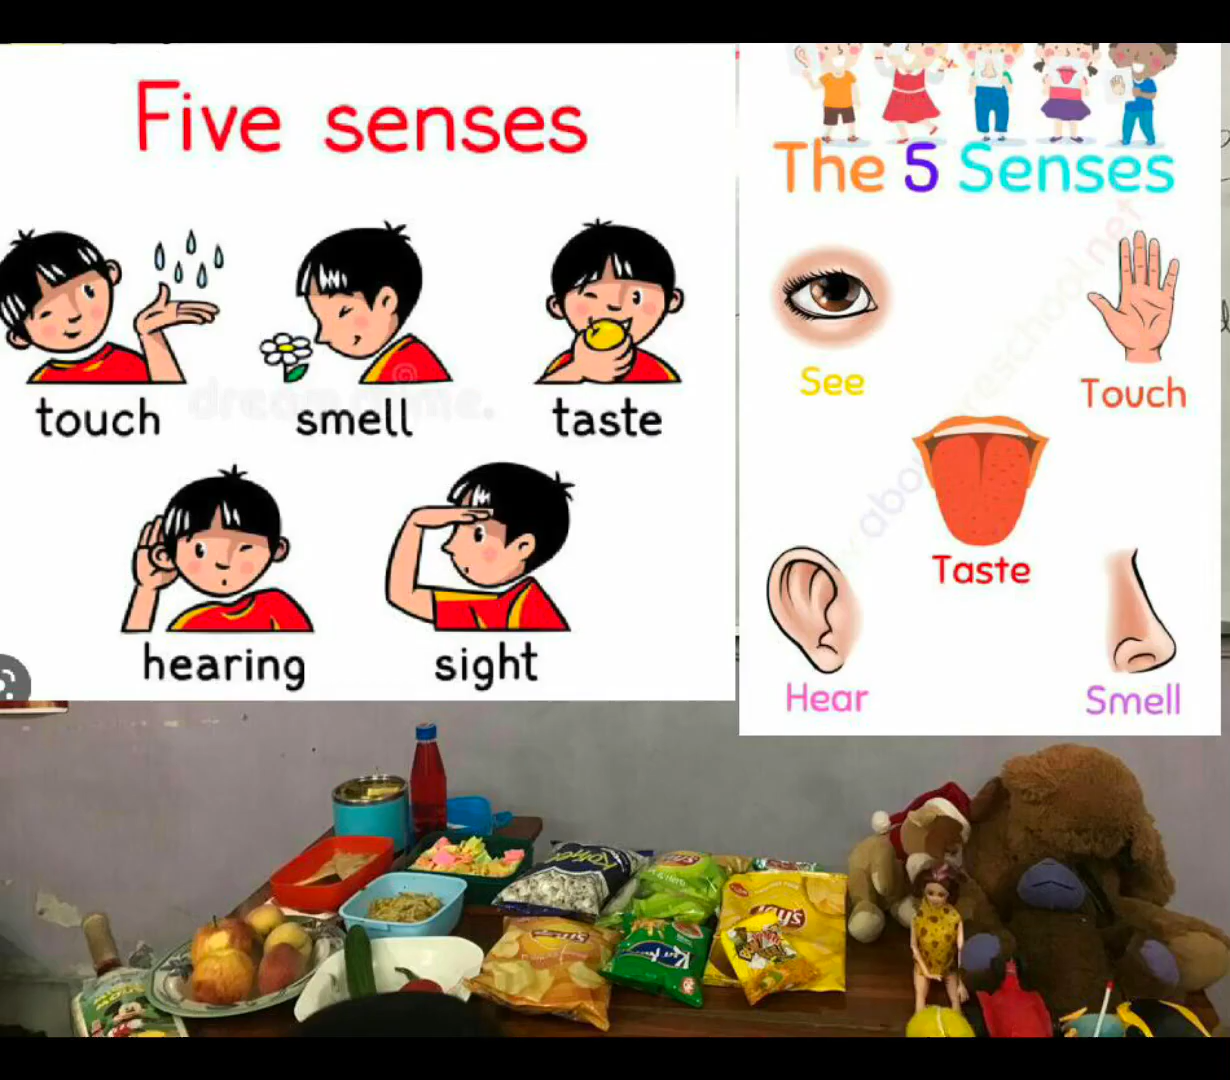 Five senses
touch
smell
taste
hearing
sight
The 5 Senses
See
Touch
Taste
Hear
Smell
Lay's
Lay's